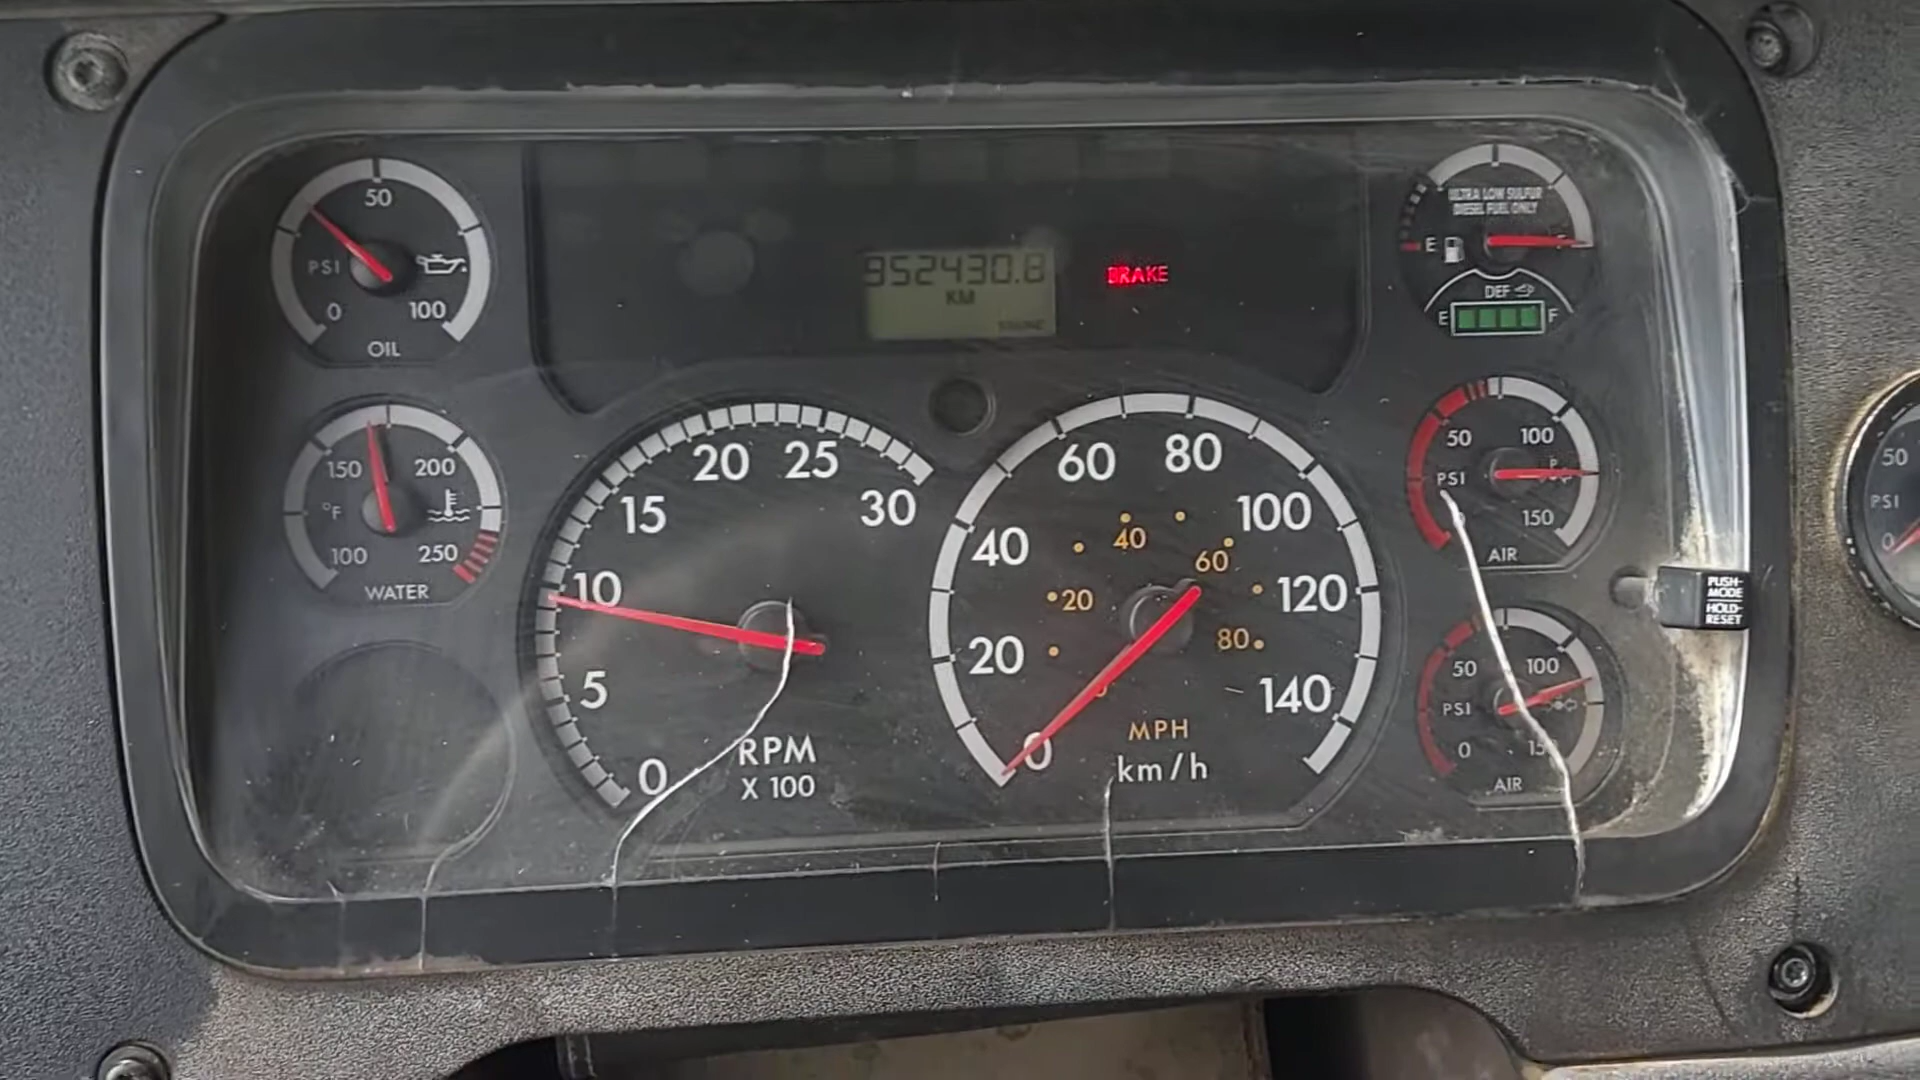 50
PSI
0 100
OIL
150 200
°F
100 250
WATER
952430.8
KM
BRAKE
ULTRA LOW SULFUR
DIESEL FUEL ONLY
E
DEF
E F
0 5 10 15 20 25 30
RPM
X 100
0 20 40 60 80 100 120 140
20 40 60 80
MPH
km/h
50 100
PSI
150
AIR
50 100
PSI
0
AIR
PUSH-
MODE
HOLD-
RESET
50
PSI
0